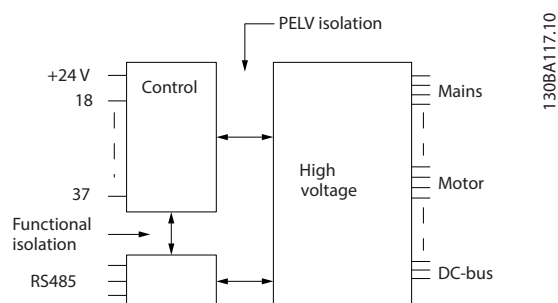 PELV isolation
130BA117.10
+24 V
Control
18
Mains
37
High
voltage
Motor
Functional
isolation
RS485
DC-bus